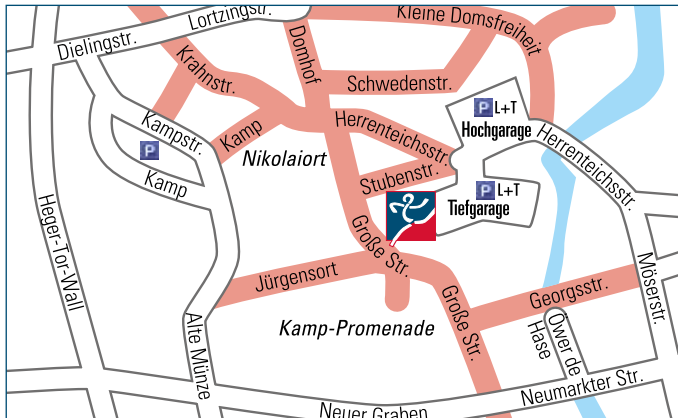 Lortzingstr.
Kleine Domsfreiheit
Dielingstr.
Domhof
Krahnstr.
Schwedenstr.
P L+T
Hochgarage
Kampstr.
Kamp
Herrenteichsstr.
Herrenteichsstr.
P
Nikolaiort
Stubenstr.
Kamp
P L+T
Tiefgarage
Heger-Tor-Wall
Große Str.
Möserstr.
Jürgensort
Große Str.
Georgsstr.
Alte Münze
Kamp-Promenade
Öwer de
Hase
Neumarkter Str.
Neuer Graben